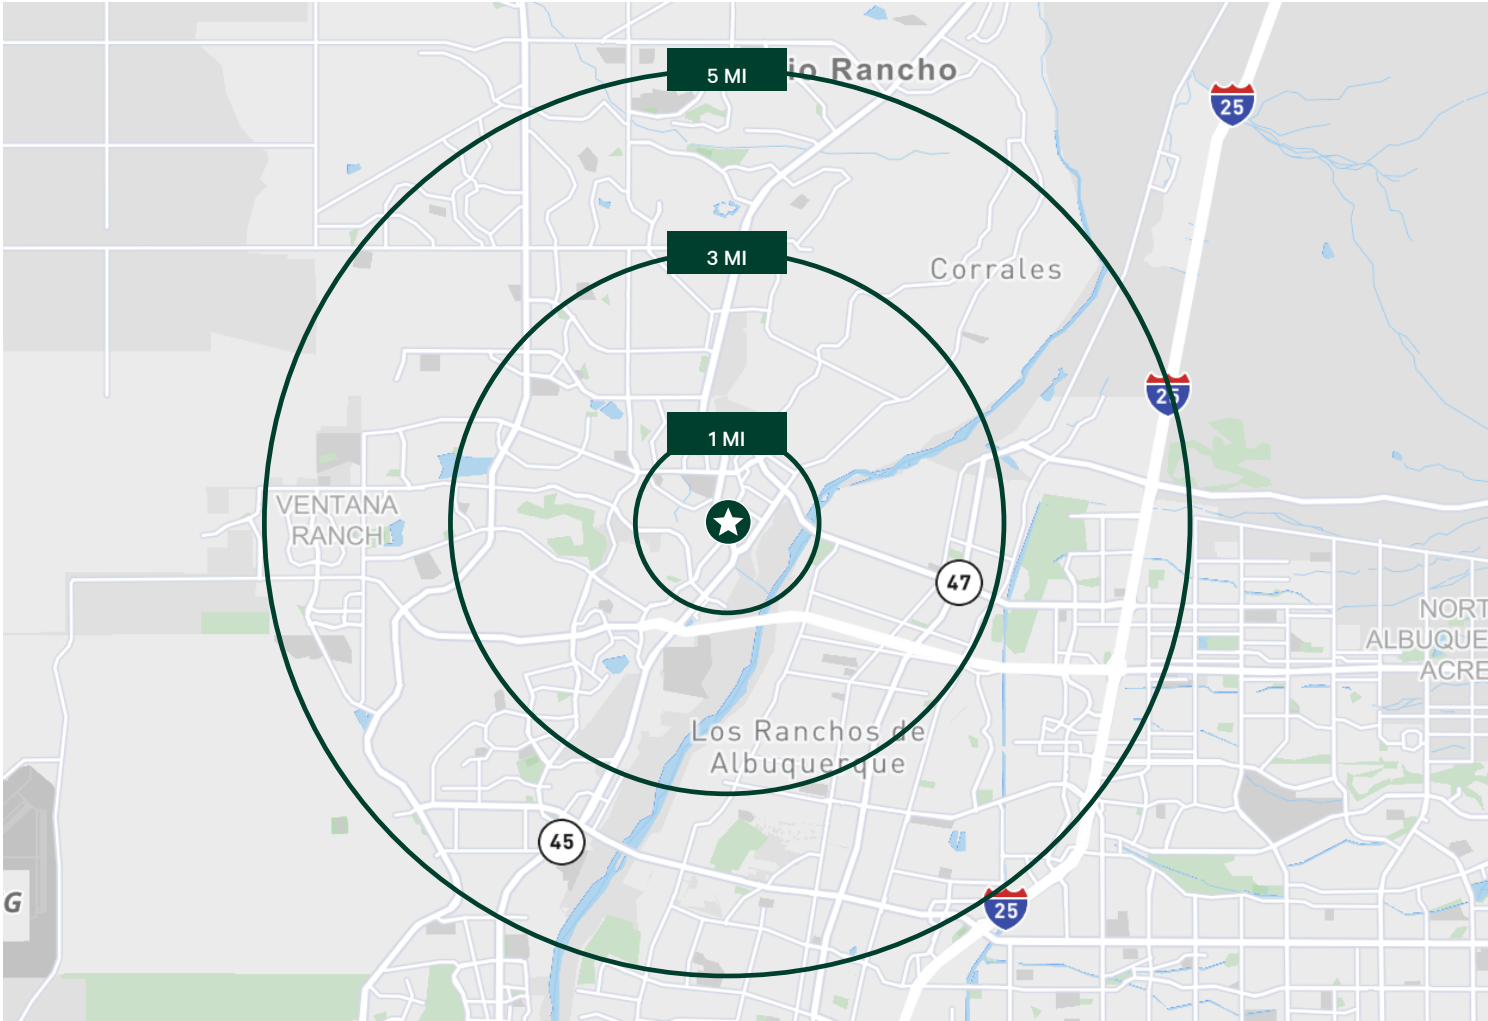 5 MI
io Rancho
25
3 MI
Corrales
25
1 MI
VENTANA
RANCH
47
NORT
ALBUQUE
ACRE
Los Ranchos de
Albuquerque
45
G
25